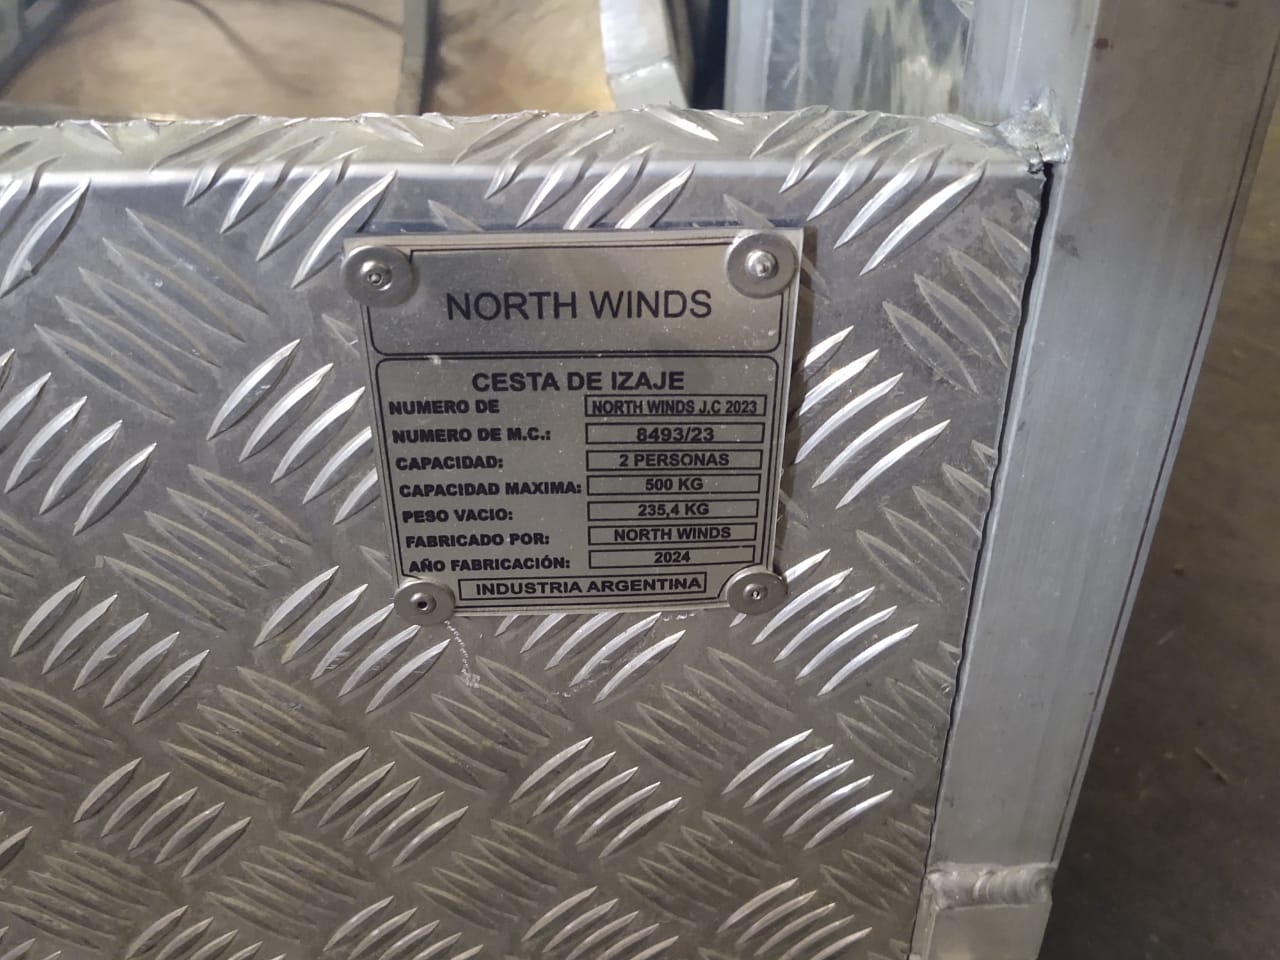 NORTH WINDS
CESTA DE IZAJE
NUMERO DE NORTH WINDS J.C 2023
NUMERO DE M.C.: 8493/23
CAPACIDAD: 2 PERSONAS
CAPACIDAD MAXIMA: 500 KG
PESO VACIO: 235,4 KG
FABRICADO POR: NORTH WINDS
AÑO FABRICACIÓN: 2024
INDUSTRIA ARGENTINA